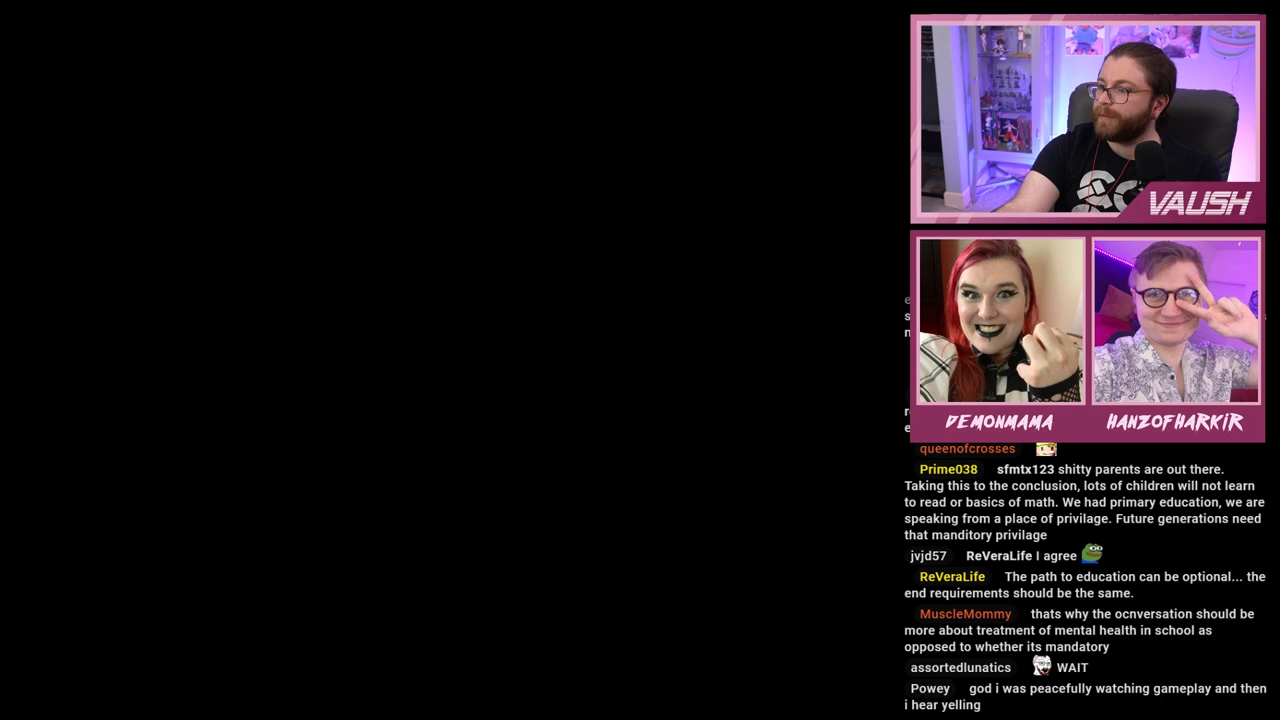 VAUSH
DEMONMAMA
HANZOFHARKIR
queenofcrosses
Prime038 sfmtx123 shitty parents are out there.
Taking this to the conclusion, lots of children will not learn
to read or basics of math. We had primary education, we are
speaking from a place of privilage. Future generations need
that manditory privilage
jvjd57 ReVeraLife I agree
ReVeraLife The path to education can be optional... the
end requirements should be the same.
MuscleMommy thats why the ocnversation should be
more about treatment of mental health in school as
opposed to whether its mandatory
assortedlunatics WAIT
Powey god i was peacefully watching gameplay and then
i hear yelling